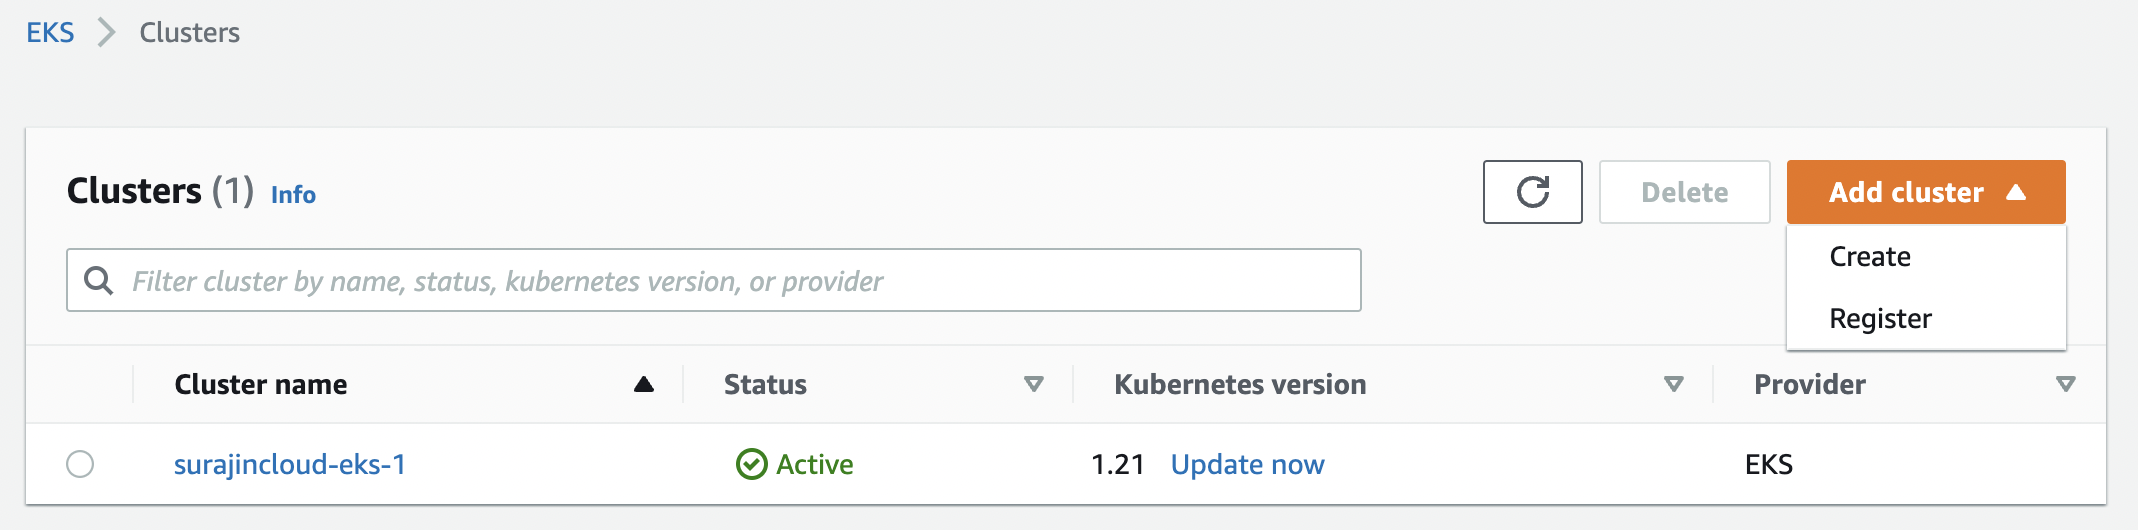 EKS > Clusters
Clusters (1) Info
Delete
Add cluster
Create
Register
Filter cluster by name, status, kubernetes version, or provider
Cluster name Status Kubernetes version Provider
surajincloud-eks-1 Active 1.21 Update now EKS